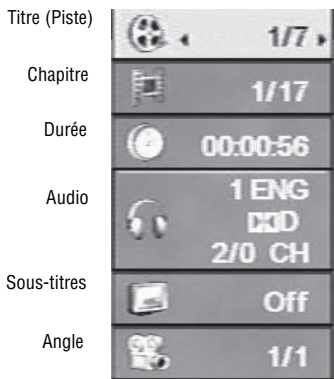 Titre (Piste)
1/7
Chapitre
1/17
Durée
00:00:56
Audio
1 ENG
D
2/0 CH
Sous-titres
Off
Angle
1/1